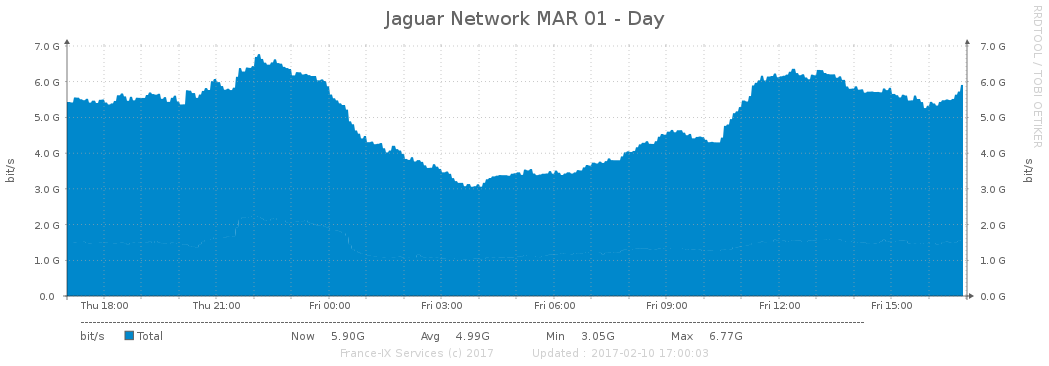 Jaguar Network MAR 01 - Day
RRDTOOL / TOBI OETIKER
7.0 G 7.0 G
6.0 G 6.0 G
5.0 G 5.0 G
4.0 G 4.0 G
3.0 G 3.0 G
2.0 G 2.0 G
1.0 G 1.0 G
0.0 0.0 G
bit/s bit/s
Thu 18:00 Thu 21:00 Fri 00:00 Fri 03:00 Fri 06:00 Fri 09:00 Fri 12:00 Fri 15:00
bit/s Total Now 5.90G Avg 4.99G Min 3.05G Max 6.77G
France-IX Services (c) 2017 Updated : 2017-02-10 17:00:03